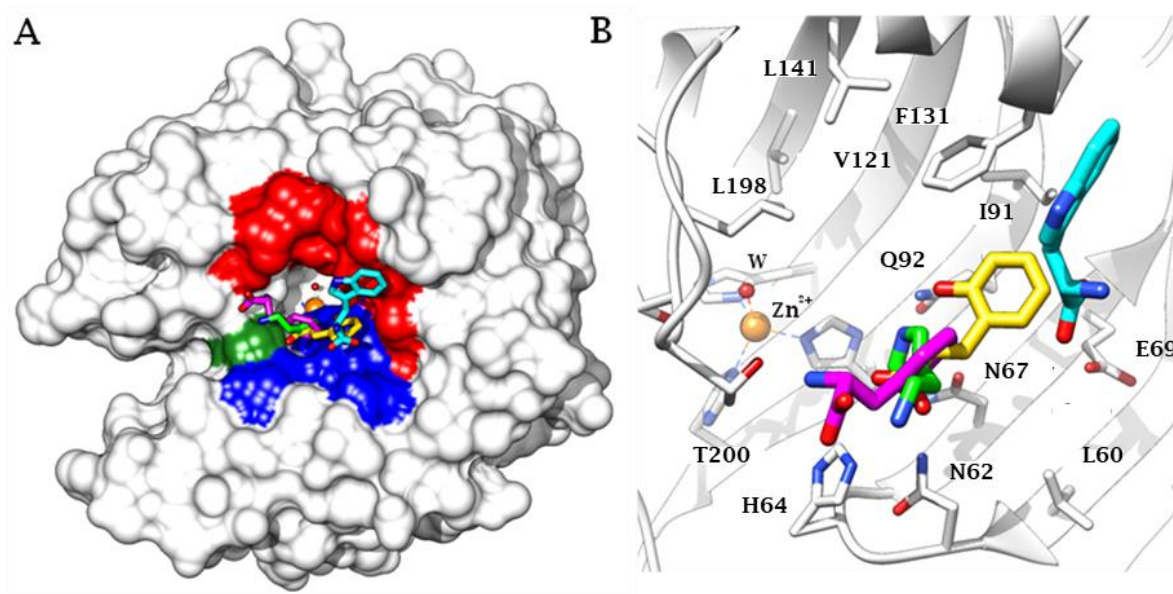 A
B
L141
F131
V121
L198
I91
W
Q92
Zn²⁺
E69
N67
T200
N62
L60
H64